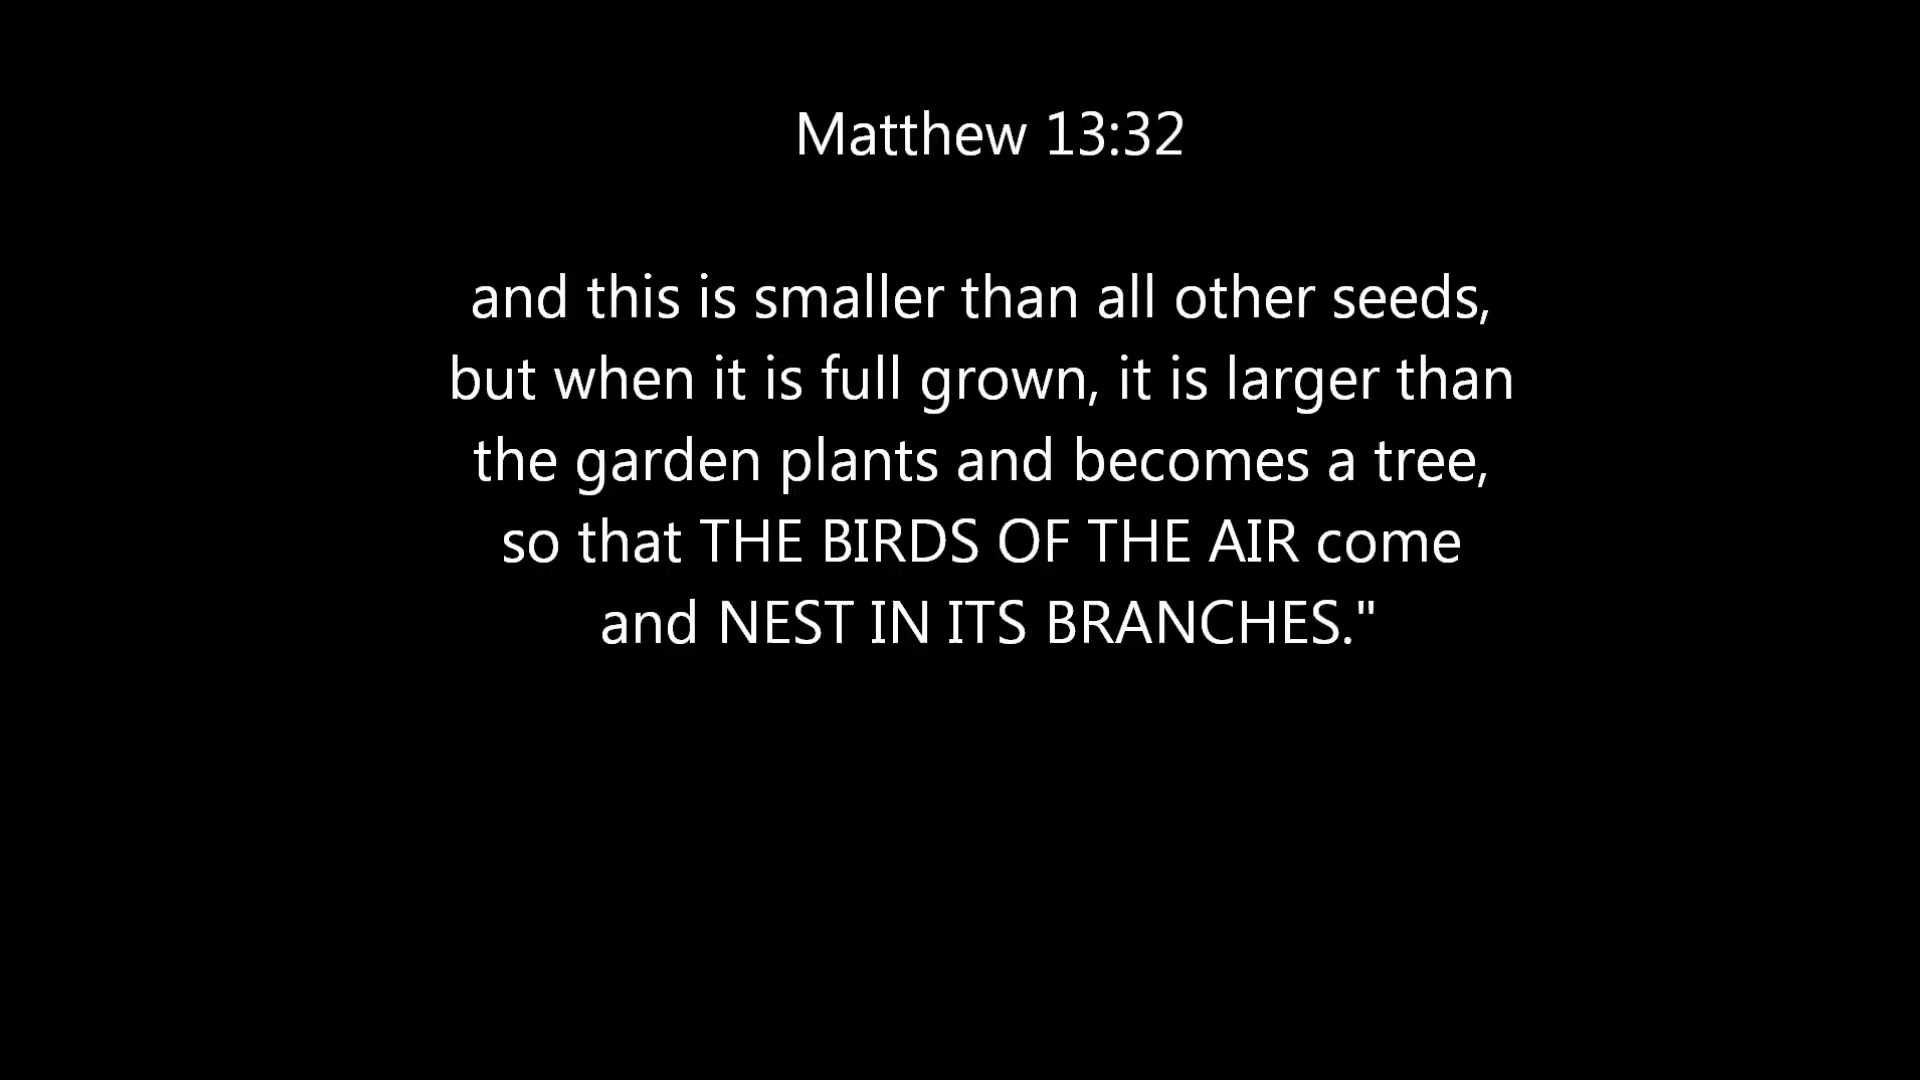 Matthew 13:32
and this is smaller than all other seeds,
but when it is full grown, it is larger than
the garden plants and becomes a tree,
so that THE BIRDS OF THE AIR come
and NEST IN ITS BRANCHES."